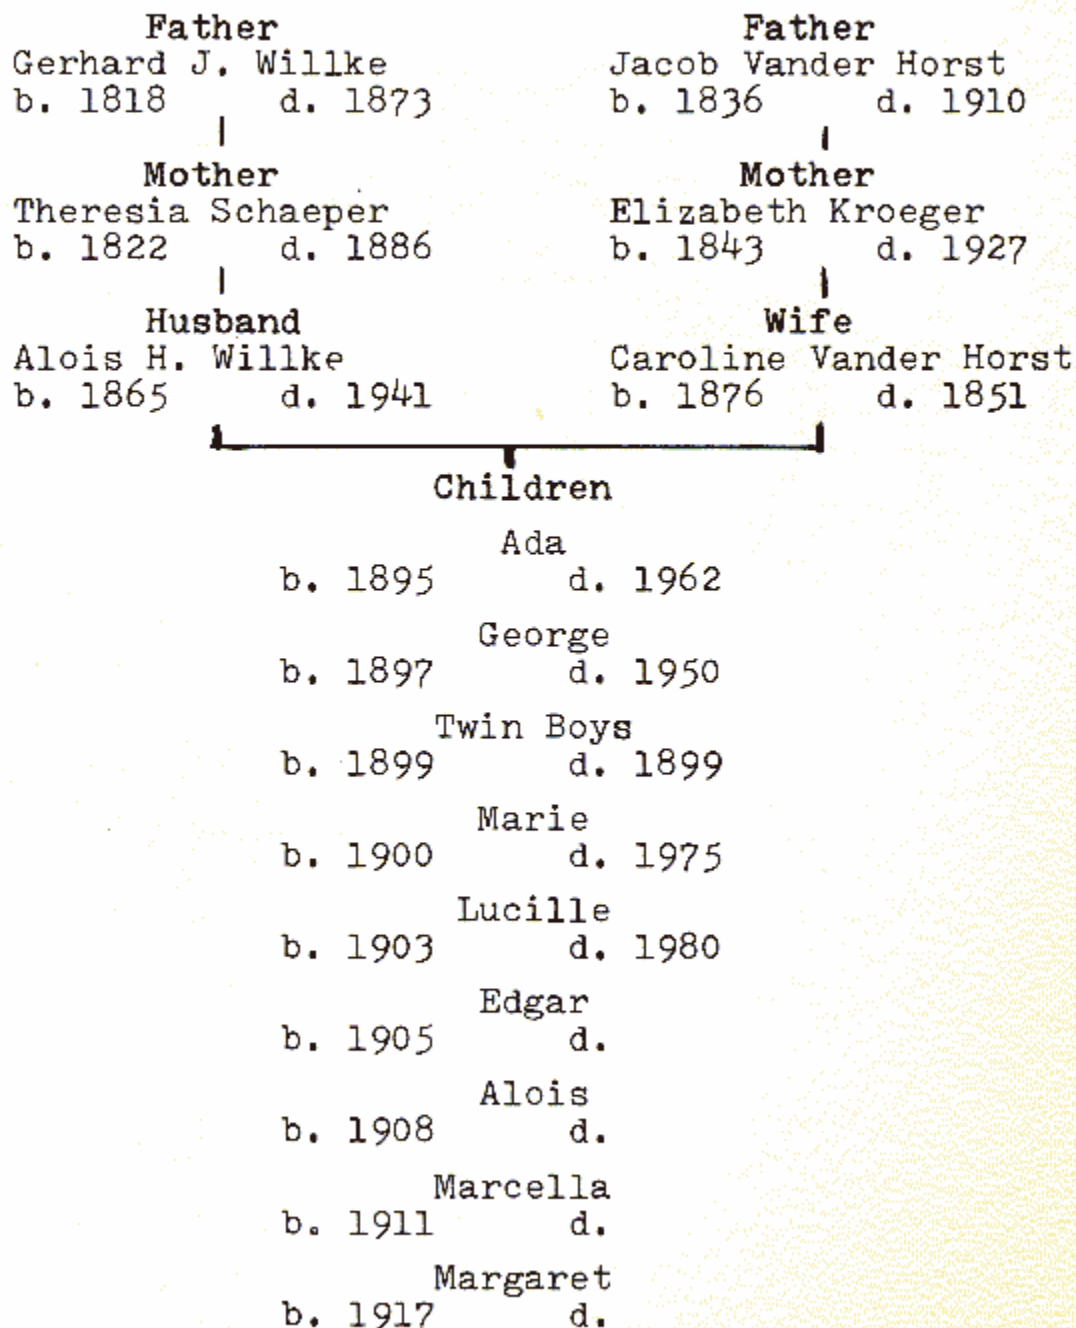 Father
Gerhard J. Willke
b. 1818 d. 1873
Mother
Theresia Schaeper
b. 1822 d. 1886
Husband
Alois H. Willke
b. 1865 d. 1941
Father
Jacob Vander Horst
b. 1836 d. 1910
Mother
Elizabeth Kroeger
b. 1843 d. 1927
Wife
Caroline Vander Horst
b. 1876 d. 1851
Children
Ada
b. 1895 d. 1962
George
b. 1897 d. 1950
Twin Boys
b. 1899 d. 1899
Marie
b. 1900 d. 1975
Lucille
b. 1903 d. 1980
Edgar
b. 1905 d.
Alois
b. 1908 d.
Marcella
b. 1911 d.
Margaret
b. 1917 d.